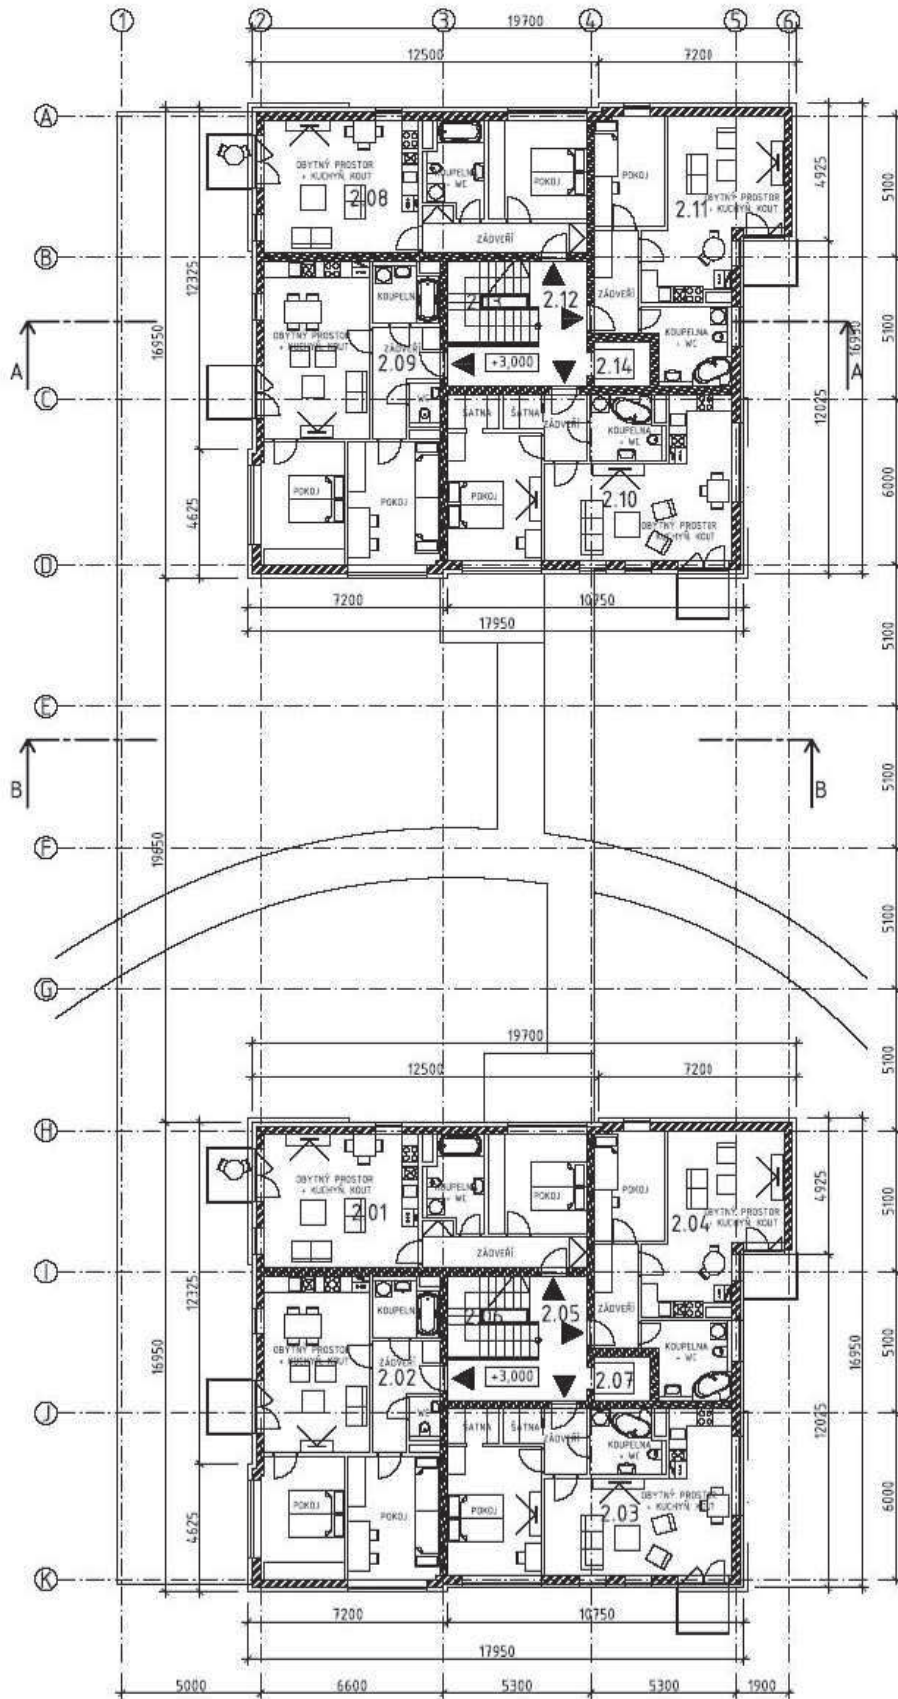 1
2
3
4
5
6
19700
12500
7200
A
OBYTNÝ PROSTOR
+ KUCHYŇ. KOUT
2.08
KOUPELNA
+ WC
POKOJ
POKOJ
2.11
OBYTNÝ PROSTOR
+ KUCHYŇ. KOUT
4925
5100
ZÁDVEŘÍ
B
12325
16950
KOUPELN
2.13
2.12
ZÁDVEŘÍ
OBYTNÝ PROSTOR
+ KUCHYŇ. KOUT
ZÁDVEŘÍ
2.09
+3,000
2.14
KOUPELNA
+ WC
A
A
16950
5100
12025
C
WC
ŠATNA
ŠATNA
ZÁDVEŘÍ
KOUPELNA
+ WC
4625
POKOJ
POKOJ
POKOJ
2.10
OBYTNÝ PROSTOR
+ KUCHYŇ. KOUT
6000
D
7200
10750
17950
5100
E
B
B
5100
19850
F
5100
G
5100
19700
12500
7200
H
OBYTNÝ PROSTOR
+ KUCHYŇ. KOUT
2.01
KOUPELNA
+ WC
POKOJ
POKOJ
2.04
OBYTNÝ PROSTOR
+ KUCHYŇ. KOUT
4925
5100
ZÁDVEŘÍ
I
12325
16950
KOUPELN
2.06
2.05
ZÁDVEŘÍ
OBYTNÝ PROSTOR
+ KUCHYŇ. KOUT
ZÁDVEŘÍ
2.02
+3,000
2.07
KOUPELNA
+ WC
16950
5100
12025
J
WC
ŠATNA
ŠATNA
ZÁDVEŘÍ
KOUPELNA
+ WC
4625
POKOJ
POKOJ
POKOJ
2.03
OBYTNÝ PROSTOR
+ KUCHYŇ. KOUT
6000
K
7200
10750
17950
5000
6600
5300
5300
1900